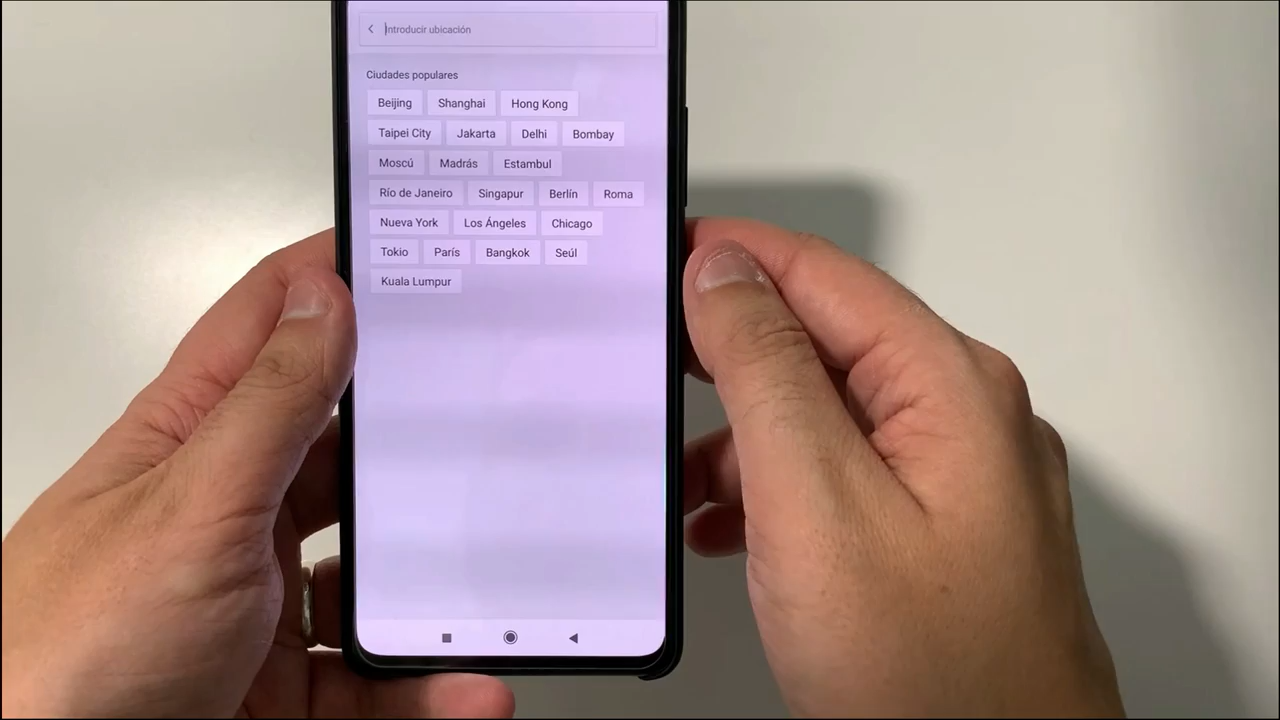 Introducir ubicación
Ciudades populares
Beijing Shanghai Hong Kong
Taipei City Jakarta Delhi Bombay
Moscú Madrás Estambul
Río de Janeiro Singapur Berlín Roma
Nueva York Los Ángeles Chicago
Tokio París Bangkok Seúl
Kuala Lumpur